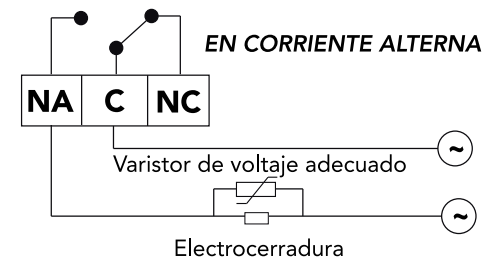 EN CORRIENTE ALTERNA
NA C NC
~
Varistor de voltaje adecuado
~
Electrocerradura